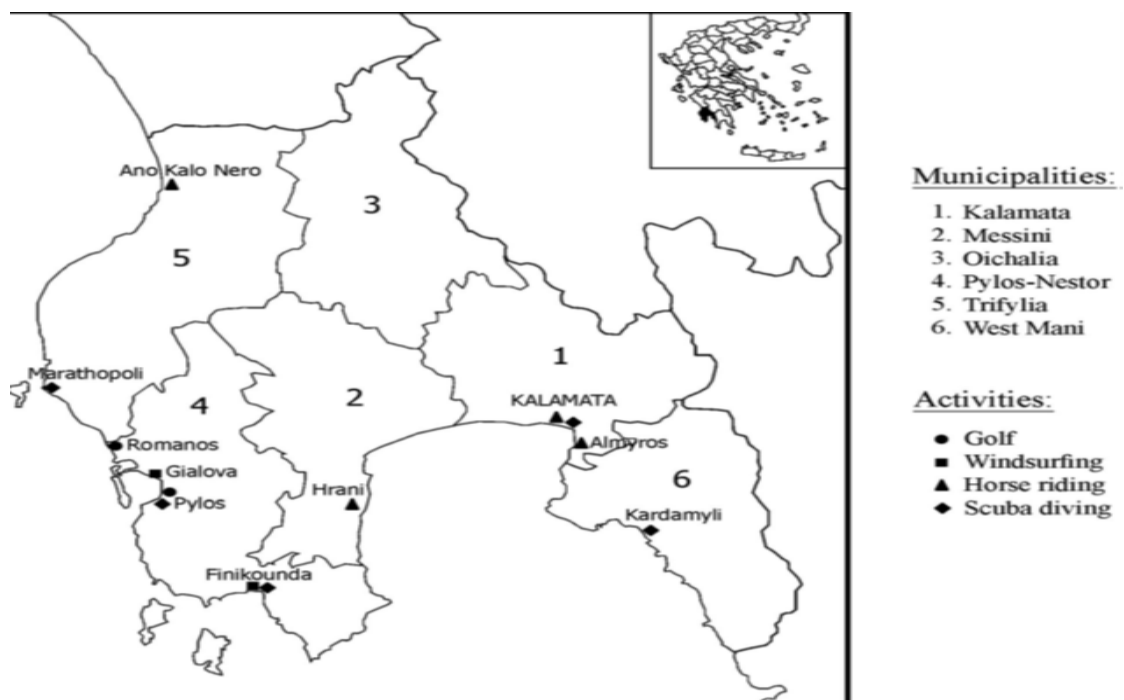 Ano Kalo Nero
3
5
Marathopoli
1
4
2
KALAMATA
Romanos
Almyros
Gialova
6
Hrani
Pylos
Kardamyli
Finikounda
Municipalities:
1. Kalamata
2. Messini
3. Oichalia
4. Pylos-Nestor
5. Trifylia
6. West Mani
Activities:
Golf
Windsurfing
Horse riding
Scuba diving